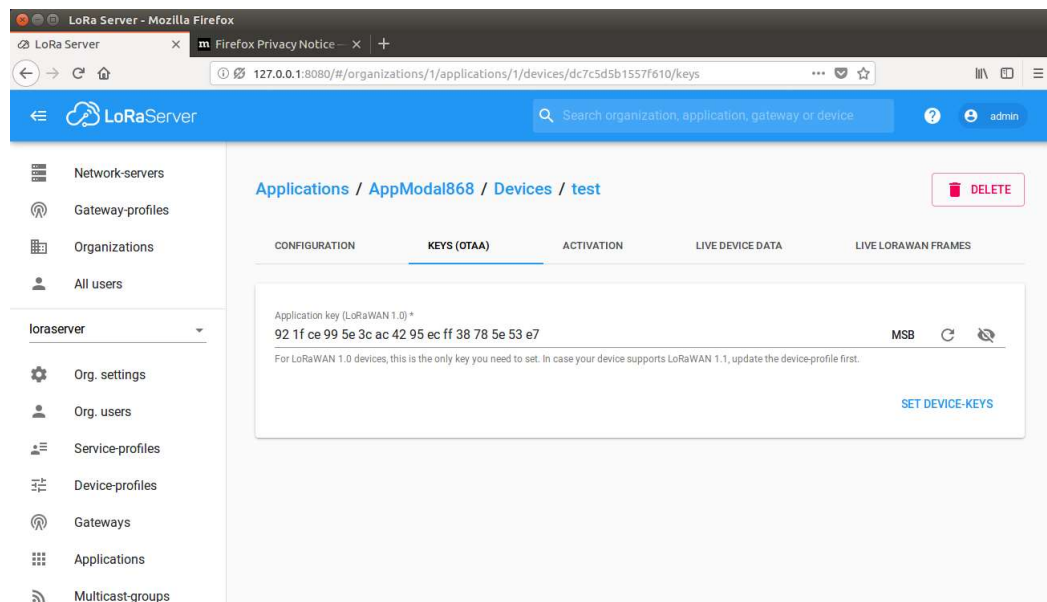 LoRa Server - Mozilla Firefox
LoRa Server
m Firefox Privacy Notice —
127.0.0.1:8080/#/organizations/1/applications/1/devices/dc7c5d5b1557f610/keys
LoRaServer
Search organization, application, gateway or device
? admin
Network-servers
Gateway-profiles
Organizations
All users
loraserver
Org. settings
Org. users
Service-profiles
Device-profiles
Gateways
Applications
Multicast-groups
Applications / AppModal868 / Devices / test
DELETE
CONFIGURATION KEYS (OTAA) ACTIVATION LIVE DEVICE DATA LIVE LORAWAN FRAMES
Application key (LoRaWAN 1.0) *
92 1f ce 99 5e 3c ac 42 95 ec ff 38 78 5e 53 e7 MSB
For LoRaWAN 1.0 devices, this is the only key you need to set. In case your device supports LoRaWAN 1.1, update the device-profile first.
SET DEVICE-KEYS